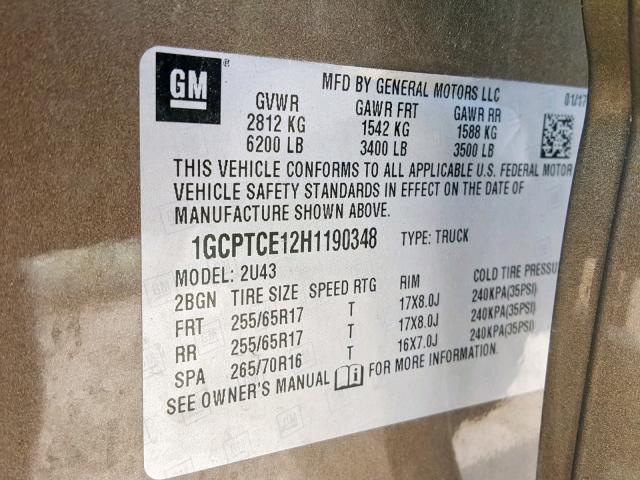 GM ®
MFD BY GENERAL MOTORS LLC 01/17
GVWR GAWR FRT GAWR RR
2812 KG 1542 KG 1588 KG
6200 LB 3400 LB 3500 LB
THIS VEHICLE CONFORMS TO ALL APPLICABLE U.S. FEDERAL MOTOR
VEHICLE SAFETY STANDARDS IN EFFECT ON THE DATE OF
MANUFACTURE SHOWN ABOVE.
1GCPTCE12H1190348 TYPE: TRUCK
MODEL: 2U43
2BGN TIRE SIZE SPEED RTG RIM COLD TIRE PRESSU
FRT 255/65R17 T 17X8.0J 240KPA(35PSI)
RR 255/65R17 T 17X8.0J 240KPA(35PSI)
SPA 265/70R16 T 16X7.0J 240KPA(35PSI)
SEE OWNER'S MANUAL FOR MORE INFORMATION.